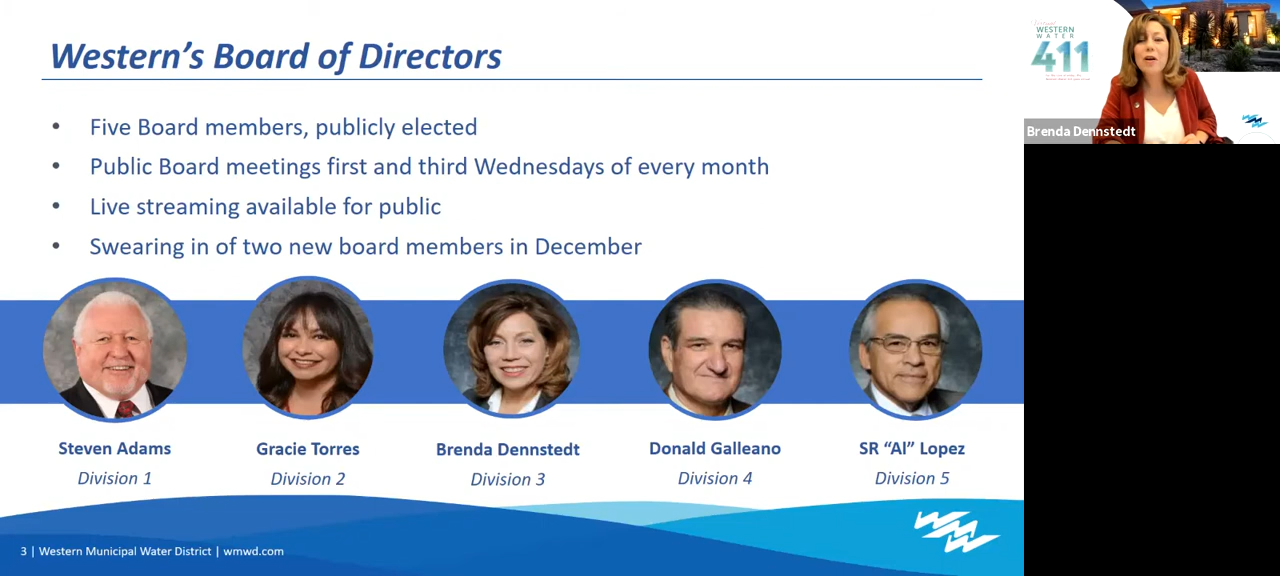 Western's Board of Directors
• Five Board members, publicly elected
• Public Board meetings first and third Wednesdays of every month
• Live streaming available for public
• Swearing in of two new board members in December
Steven Adams
Division 1
Gracie Torres
Division 2
Brenda Dennstedt
Division 3
Donald Galleano
Division 4
SR “Al” Lopez
Division 5
3 | Western Municipal Water District | wmwd.com
WESTERN
WATER
411
Brenda Dennstedt